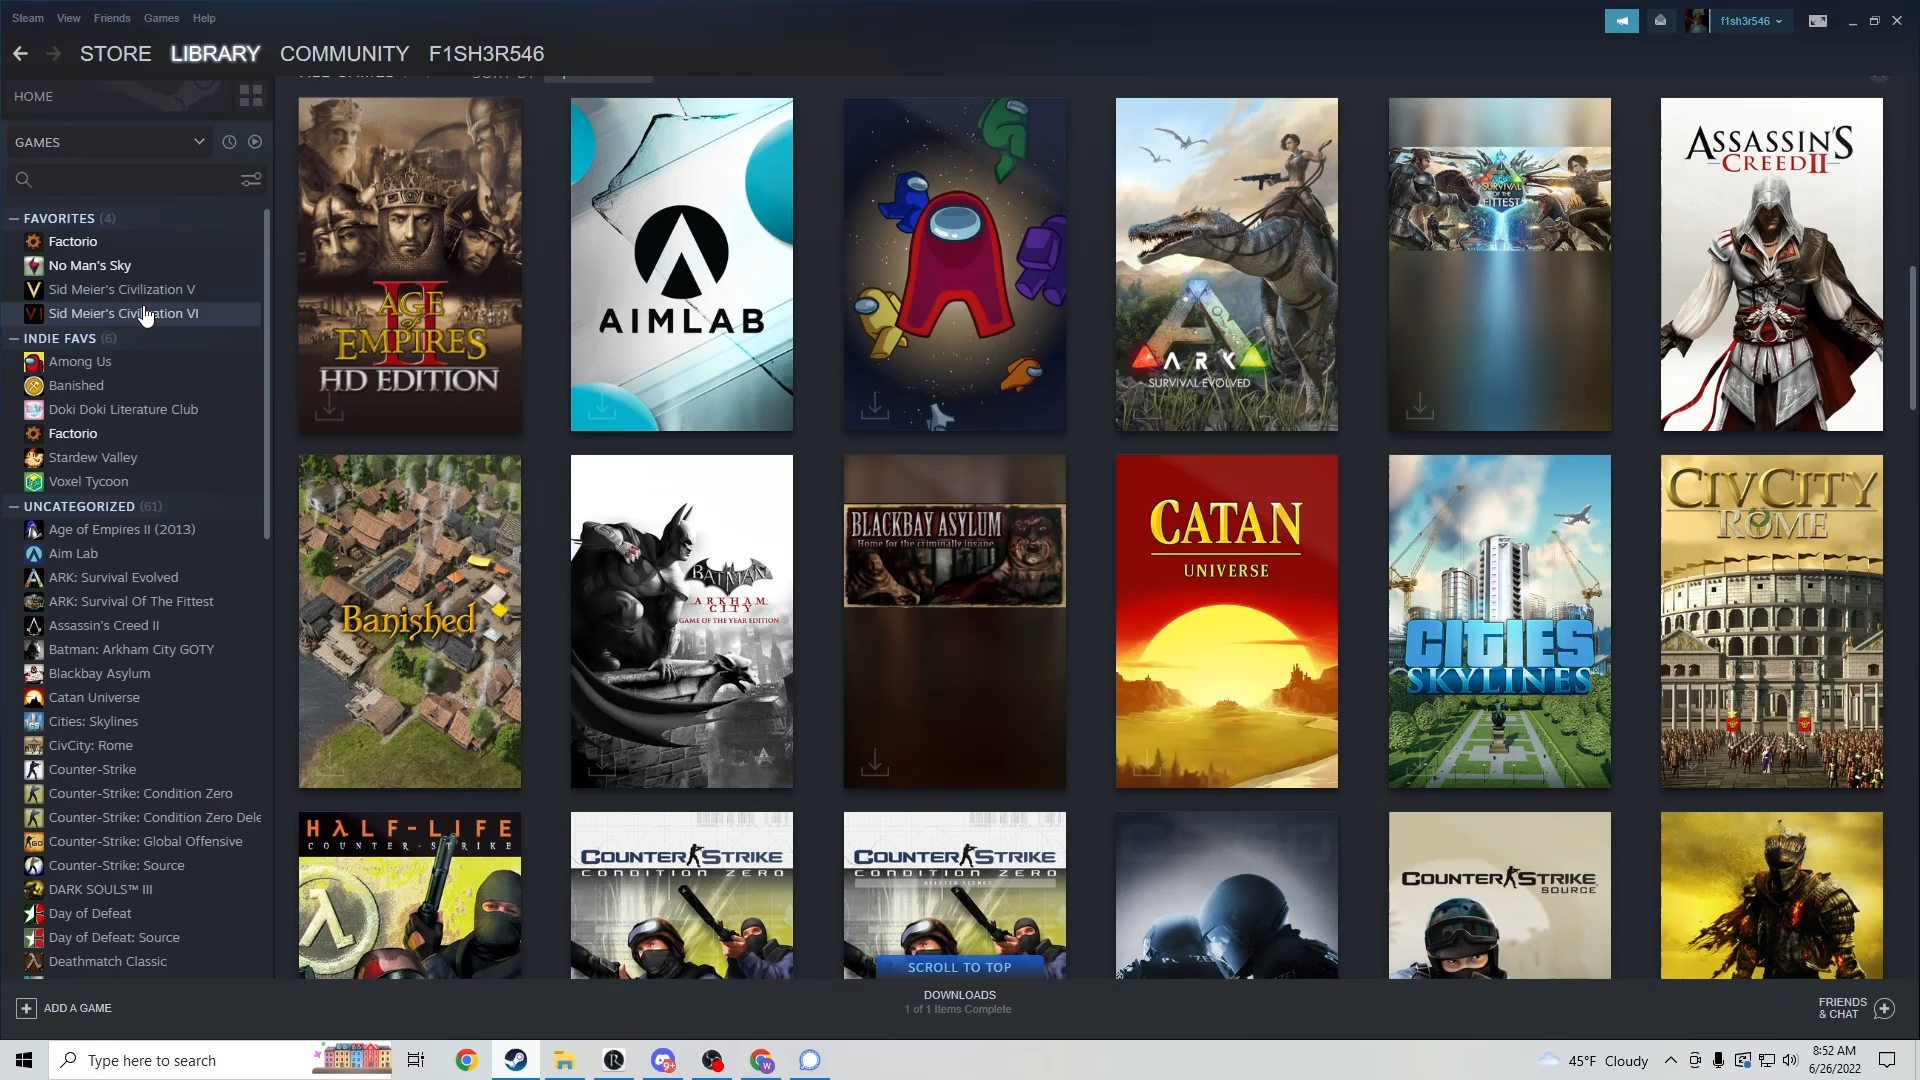 Steam View Friends Games Help
f1sh3r546
STORE LIBRARY COMMUNITY F1SH3R546
HOME
GAMES
FAVORITES (4)
Factorio
No Man's Sky
Sid Meier's Civilization V
Sid Meier's Civilization VI
INDIE FAVS (6)
Among Us
Banished
Doki Doki Literature Club
Factorio
Stardew Valley
Voxel Tycoon
UNCATEGORIZED (61)
Age of Empires II (2013)
Aim Lab
ARK: Survival Evolved
ARK: Survival Of The Fittest
Assassin's Creed II
Batman: Arkham City GOTY
Blackbay Asylum
Catan Universe
Cities: Skylines
CivCity: Rome
Counter-Strike
Counter-Strike: Condition Zero
Counter-Strike: Condition Zero Dele
Counter-Strike: Global Offensive
Counter-Strike: Source
DARK SOULS™ III
Day of Defeat
Day of Defeat: Source
Deathmatch Classic
AGE of
EMPIRES
II
HD EDITION
AIMLAB
ARK
SURVIVAL EVOLVED
SURVIVAL
OF THE
FITTEST
ASSASSIN'S
CREED II
Banished
BATMAN
ARKHAM
CITY
GAME OF THE YEAR EDITION
BLACKBAY ASYLUM
Home for the criminally insane
CATAN
UNIVERSE
CITIES
SKYLINES
CIVCITY
ROME
HALF-LIFE
COUNTER-STRIKE
COUNTER STRIKE
CONDITION ZERO
COUNTER STRIKE
CONDITION ZERO
DELETED SCENES
COUNTER STRIKE
SOURCE
SCROLL TO TOP
ADD A GAME
DOWNLOADS
1 of 1 Items Complete
FRIENDS
& CHAT
Type here to search
9+
45°F Cloudy
8:52 AM
6/26/2022